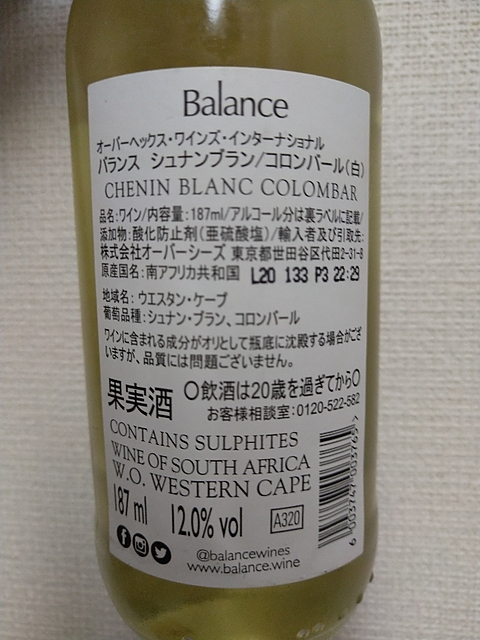 Balance
オーバーヘックス・ワインズ・インターナショナル
バランス シュナンブラン/コロンバール(白)
CHENIN BLANC COLOMBAR
品名:ワイン/内容量:187ml/アルコール分は裏ラベルに記載/
添加物:酸化防止剤(亜硫酸塩)/輸入者及び引取先:
株式会社オーバーシーズ 東京都世田谷区代田2-31-8
原産国名:南アフリカ共和国 L20 133 P3 22:29
地域名:ウエスタン・ケープ
葡萄品種:シュナン・ブラン、コロンバール
ワインに含まれる成分がオリとして瓶底に沈殿する場合がござ
いますが、品質には問題ございません。
果実酒 〇飲酒は20歳を過ぎてから〇
お客様相談室:0120-522-582
CONTAINS SULPHITES
WINE OF SOUTH AFRICA
W.O. WESTERN CAPE
187 ml 12.0% vol A320
@balancewines
www.balance.wine
6 003747 003765